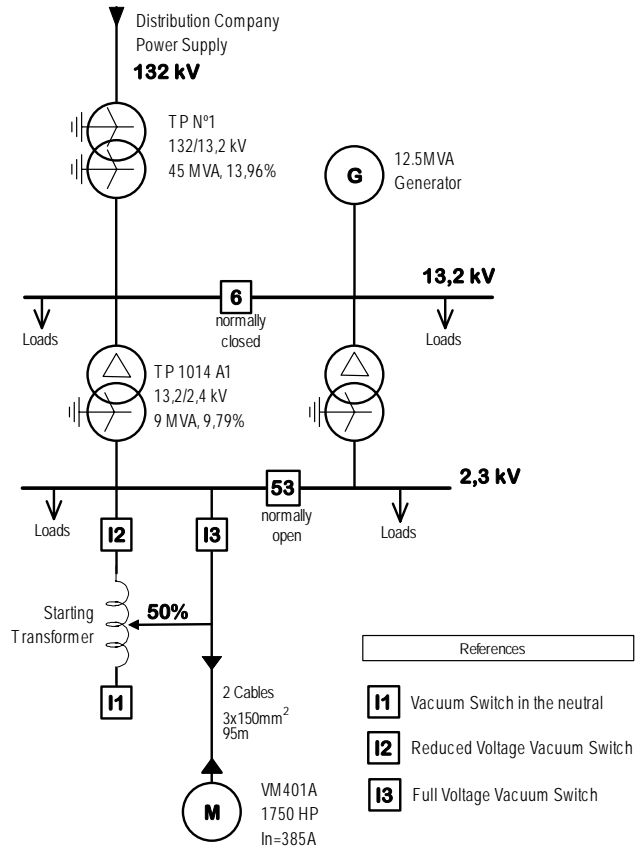 Distribution Company
Power Supply
132 kV
TP Nº1
132/13,2 kV
45 MVA, 13,96%
G
12.5MVA
Generator
13,2 kV
6
normally
closed
Loads
Loads
TP 1014 A1
13,2/2,4 kV
9 MVA, 9,79%
2,3 kV
53
normally
open
Loads
Loads
I2
I3
Starting
Transformer
50%
I1
2 Cables
3x150mm²
95m
M
VM401A
1750 HP
In=385A
References
I1 Vacuum Switch in the neutral
I2 Reduced Voltage Vacuum Switch
I3 Full Voltage Vacuum Switch